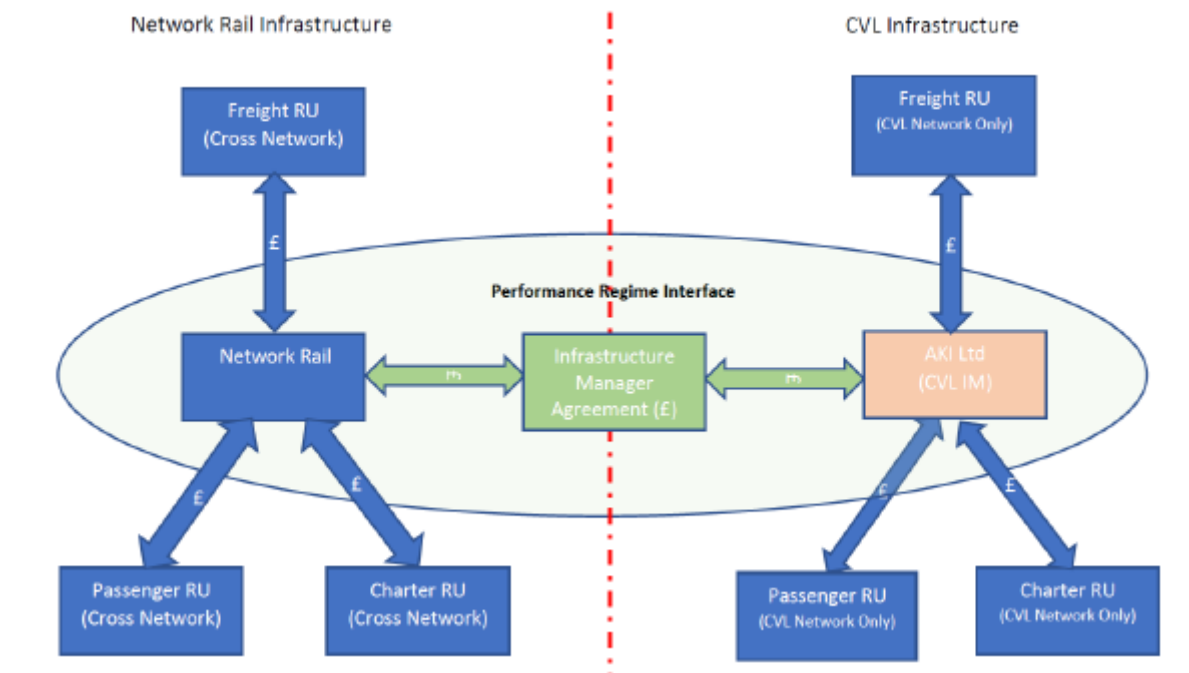 Network Rail Infrastructure
CVL Infrastructure
Freight RU
(Cross Network)
Freight RU
(CVL Network Only)
£
£
Performance Regime Interface
Network Rail
£
Infrastructure
Manager
Agreement (£)
£
AKI Ltd
(CVL IM)
£
£
£
£
Passenger RU
(Cross Network)
Charter RU
(Cross Network)
Passenger RU
(CVL Network Only)
Charter RU
(CVL Network Only)